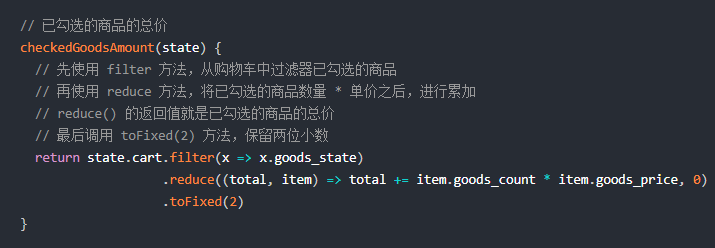 // 已勾选的商品的总价
checkedGoodsAmount(state) {
// 先使用 filter 方法，从购物车中过滤器已勾选的商品
// 再使用 reduce 方法，将已勾选的商品数量 * 单价之后，进行累加
// reduce() 的返回值就是已勾选的商品的总价
// 最后调用 toFixed(2) 方法，保留两位小数
return state.cart.filter(x => x.goods_state)
.reduce((total, item) => total += item.goods_count * item.goods_price, 0)
.toFixed(2)
}